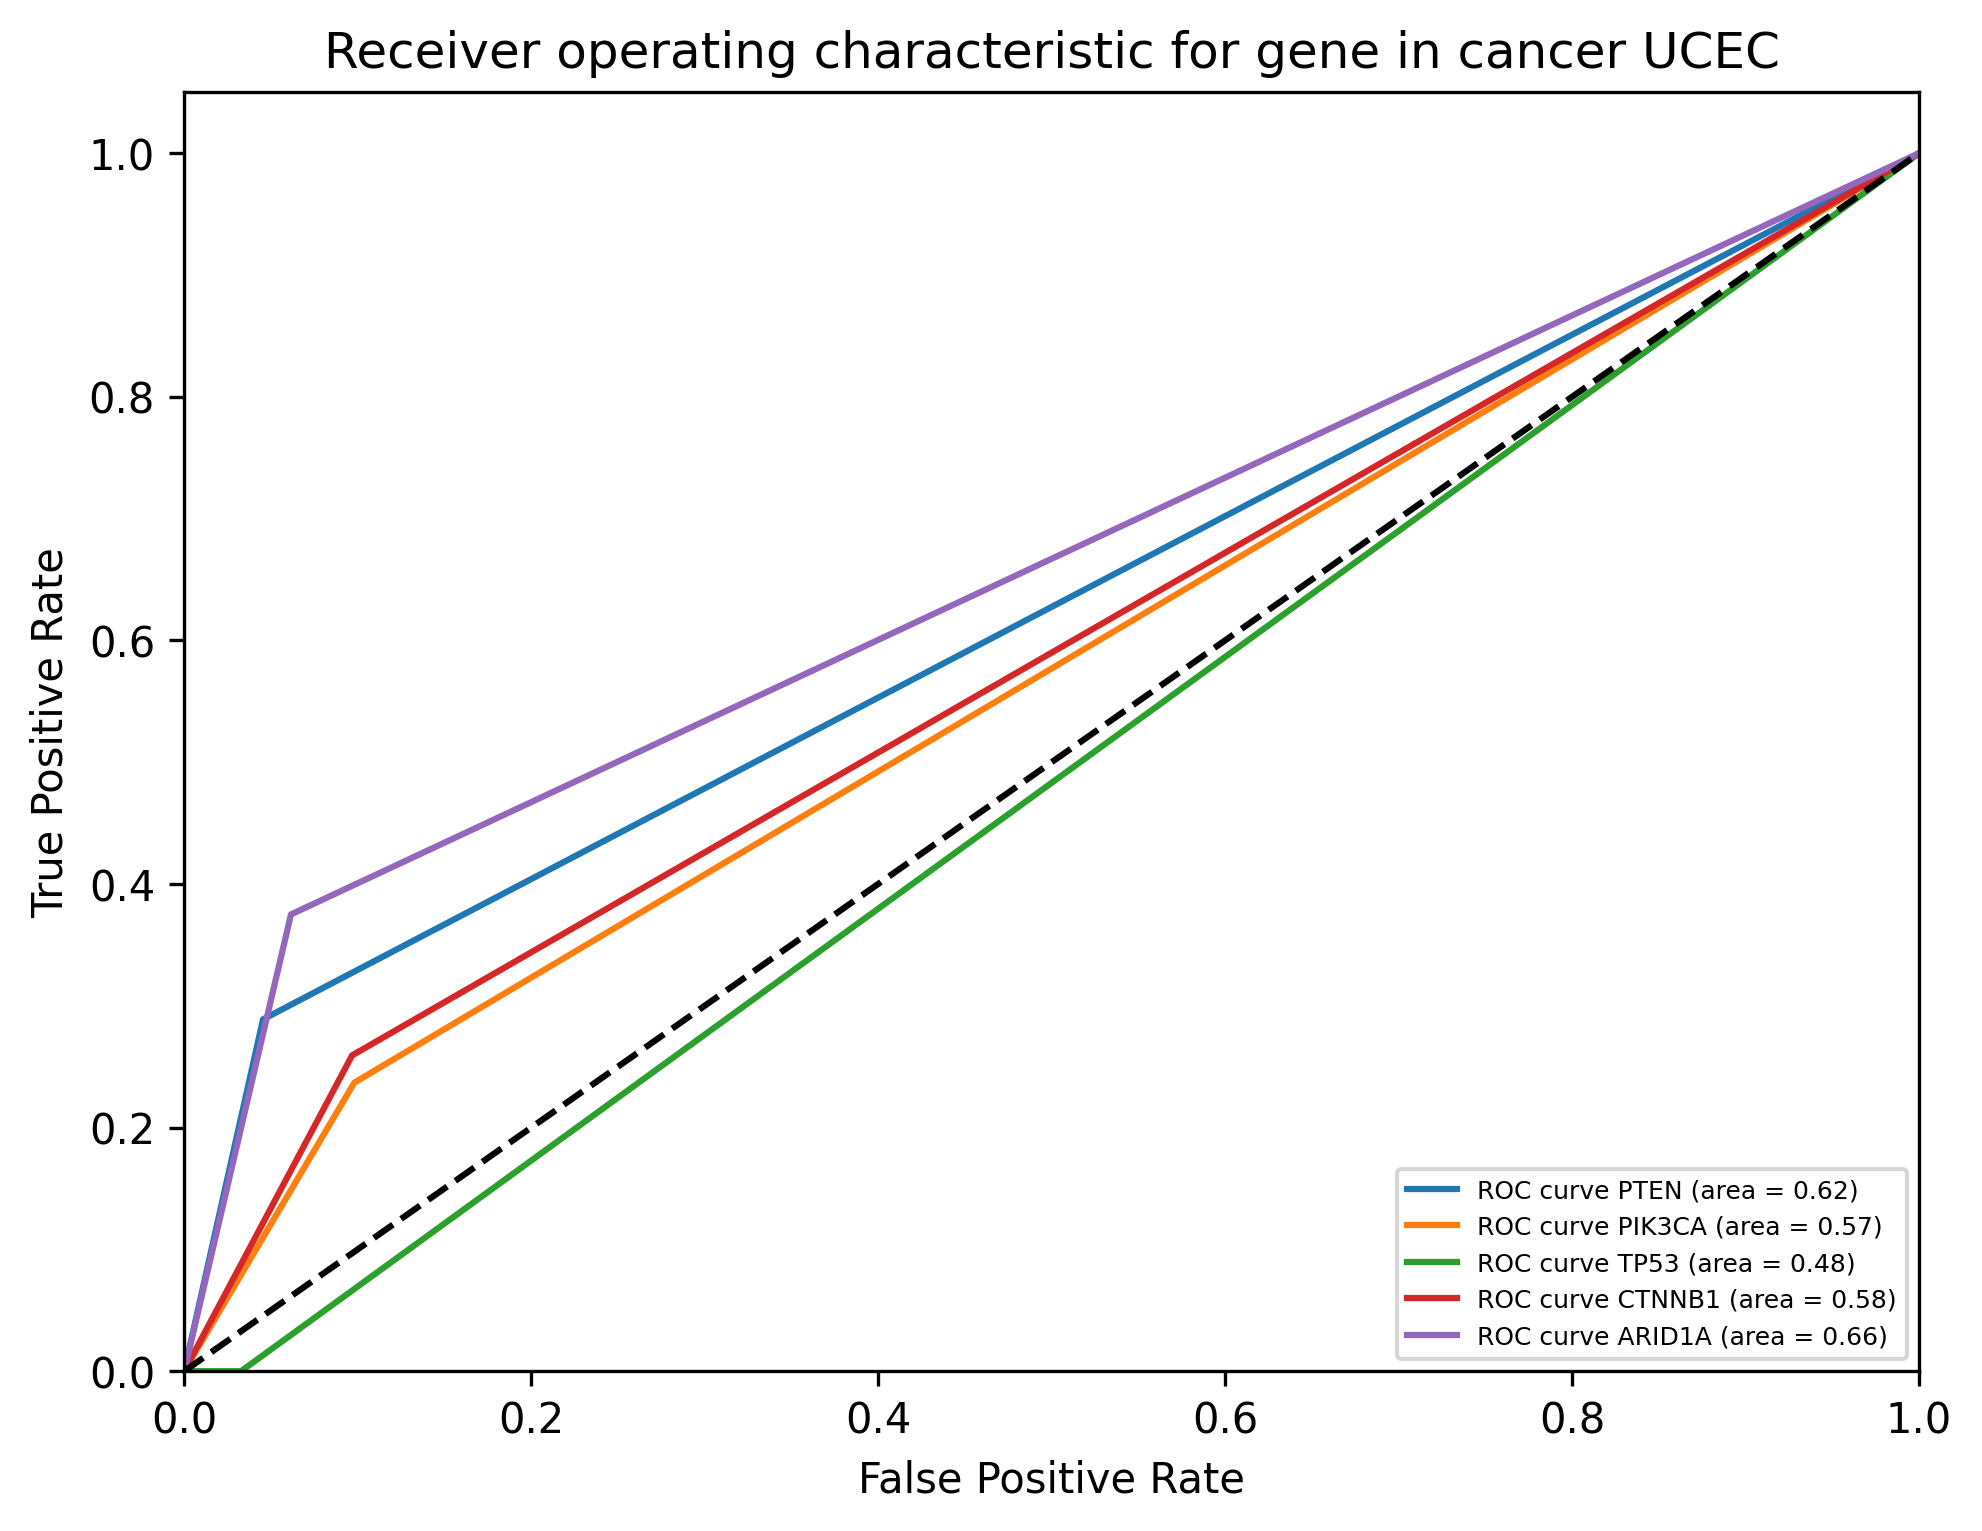 Receiver operating characteristic for gene in cancer UCEC
True Positive Rate
1.0
0.8
0.6
0.4
0.2
0.0
ROC curve PTEN (area = 0.62)
ROC curve PIK3CA (area = 0.57)
ROC curve TP53 (area = 0.48)
ROC curve CTNNB1 (area = 0.58)
ROC curve ARID1A (area = 0.66)
0.0 0.2 0.4 0.6 0.8 1.0
False Positive Rate